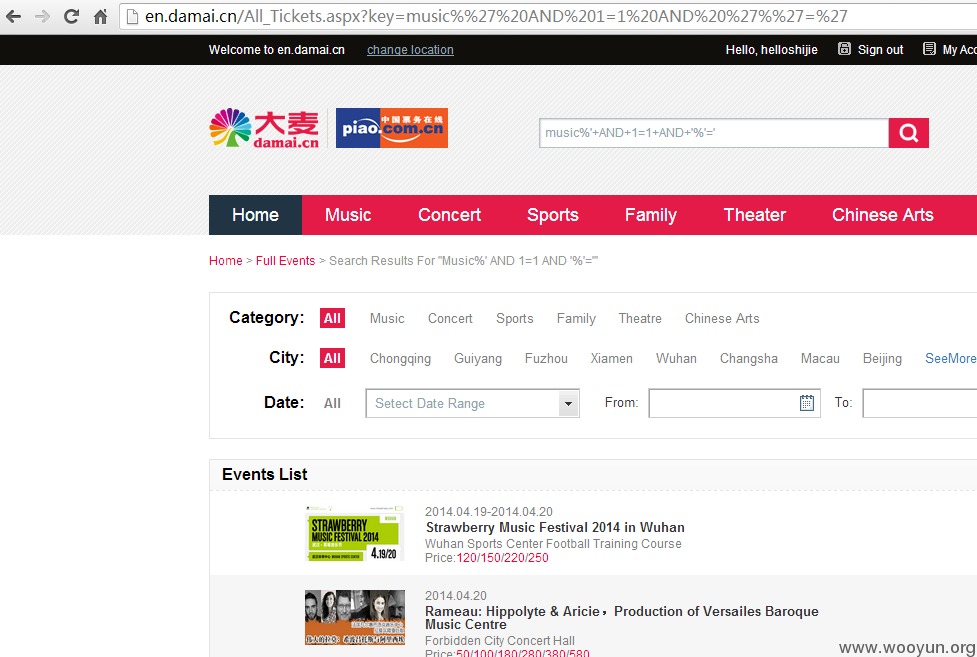 en.damai.cn/All_Tickets.aspx?key=music%%27%20AND%201=1%20AND%20%27%%27=%27
Welcome to en.damai.cn change location Hello, helloshijie Sign out My Acc
大麦 damai.cn 中国票务在线 piao.com.cn
music%'+AND+1=1+AND+'%'='
Home Music Concert Sports Family Theater Chinese Arts
Home > Full Events > Search Results For "Music%' AND 1=1 AND '%'='"
Category: All Music Concert Sports Family Theatre Chinese Arts
City: All Chongqing Guiyang Fuzhou Xiamen Wuhan Changsha Macau Beijing SeeMore
Date: All Select Date Range From: To:
Events List
STRAWBERRY
MUSIC FESTIVAL 2014
4.19/20
2014.04.19-2014.04.20
Strawberry Music Festival 2014 in Wuhan
Wuhan Sports Center Football Training Course
Price:120/150/220/250
2014.04.20
Rameau: Hippolyte & Aricie，Production of Versailes Baroque
Music Centre
Forbidden City Concert Hall
Price:50/100/180/280/380/580
www.wooyun.org